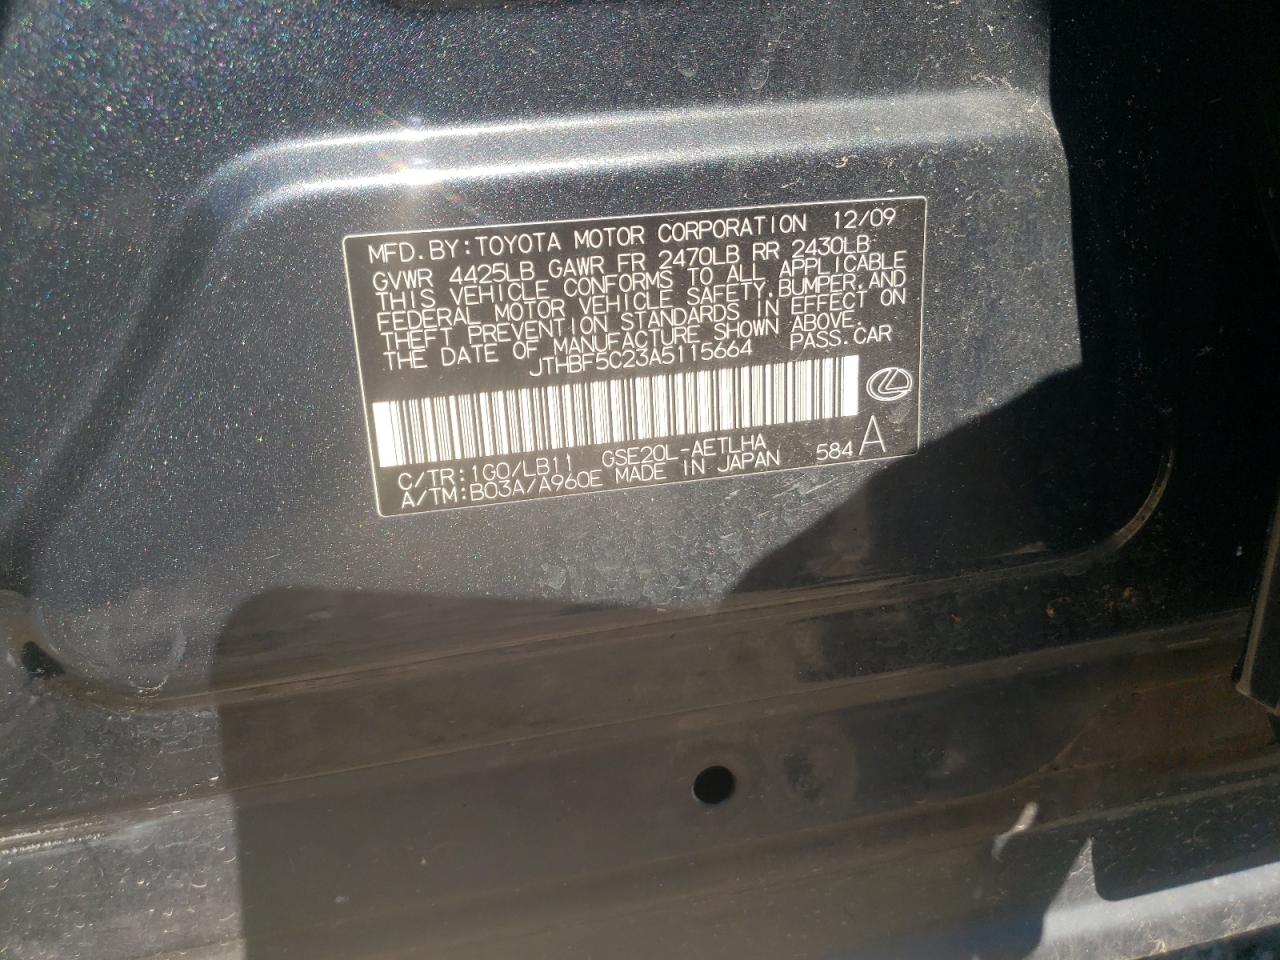 MFD.BY:TOYOTA MOTOR CORPORATION 12/09
GVWR 4425LB GAWR FR 2470LB RR 2430LB
THIS VEHICLE CONFORMS TO ALL APPLICABLE
FEDERAL MOTOR VEHICLE SAFETY,BUMPER,AND
THEFT PREVENTION STANDARDS IN EFFECT ON
THE DATE OF MANUFACTURE SHOWN ABOVE.
JTHBF5C23A5115664 PASS.CAR
C/TR:1G0/LB11 GSE20L-AETLHA 584 A
A/TM:B03A/A960E MADE IN JAPAN